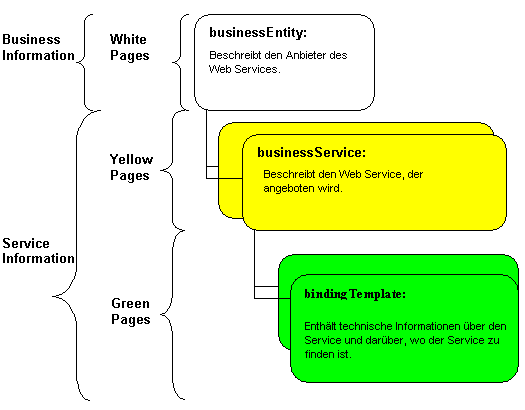 Business
Information
White
Pages
businessEntity:
Beschreibt den Anbieter des
Web Services.
Yellow
Pages
businessService:
Beschreibt den Web Service, der
angeboten wird.
Service
Information
Green
Pages
bindingTemplate:
Enthält technische Informationen über den
Service und darüber, wo der Service zu
finden ist.